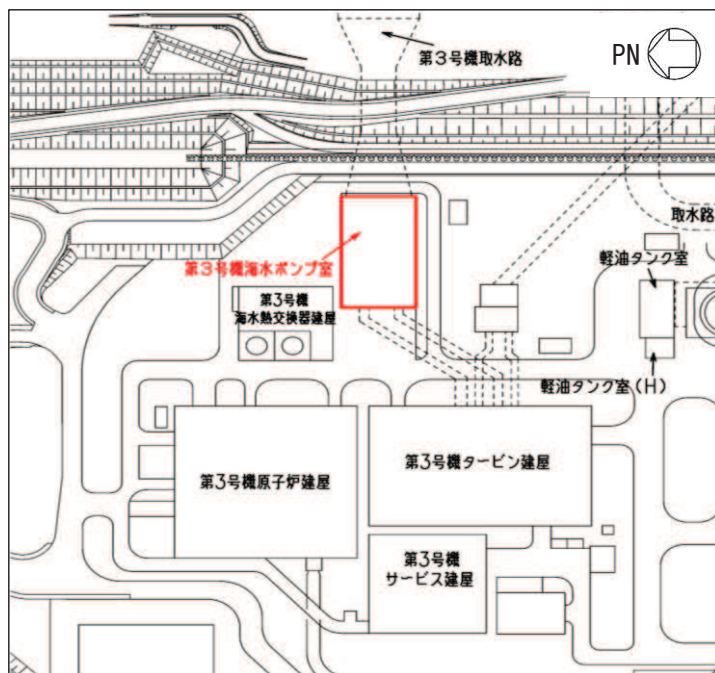 第3号機取水路
PN
取水路
第3号機海水ポンプ室
軽油タンク室
第3号機
海水熱交換器建屋
軽油タンク室(H)
第3号機タービン建屋
第3号機原子炉建屋
第3号機
サービス建屋